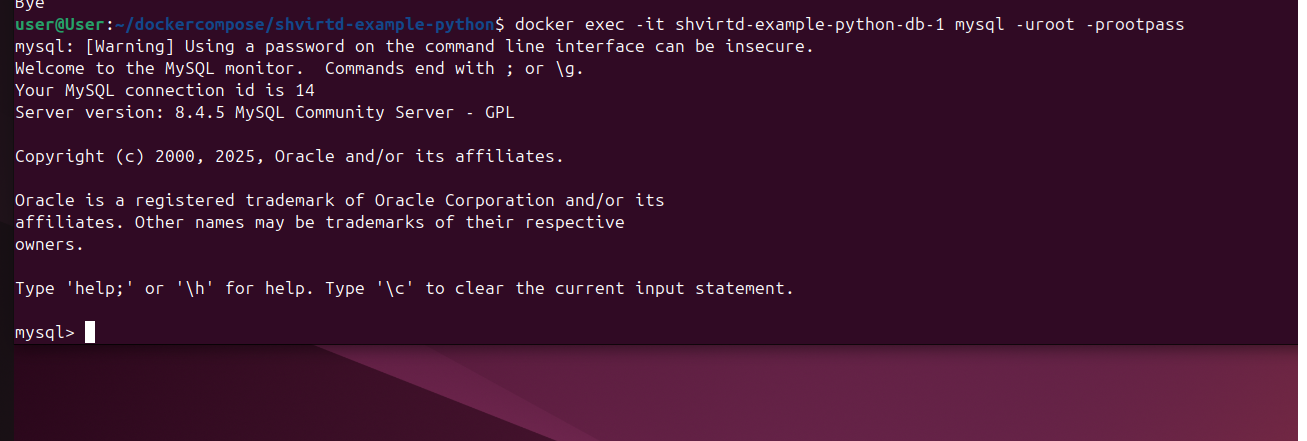 Bye
user@User:~/dockercompose/shvirtd-example-python$ docker exec -it shvirtd-example-python-db-1 mysql -uroot -prootpass
mysql: [Warning] Using a password on the command line interface can be insecure.
Welcome to the MySQL monitor.  Commands end with ; or \g.
Your MySQL connection id is 14
Server version: 8.4.5 MySQL Community Server - GPL

Copyright (c) 2000, 2025, Oracle and/or its affiliates.

Oracle is a registered trademark of Oracle Corporation and/or its
affiliates. Other names may be trademarks of their respective
owners.

Type 'help;' or '\h' for help. Type '\c' to clear the current input statement.

mysql>